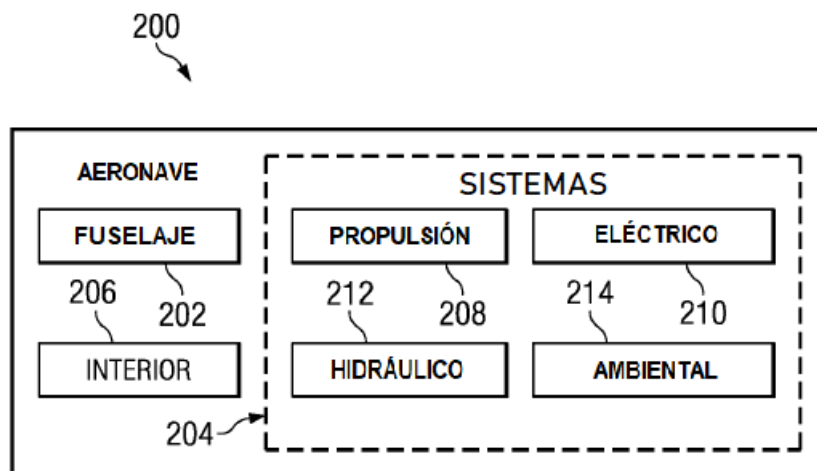 200
AERONAVE
SISTEMAS
FUSELAJE
PROPULSIÓN
ELÉCTRICO
206
202
212
208
214
210
INTERIOR
HIDRÁULICO
AMBIENTAL
204